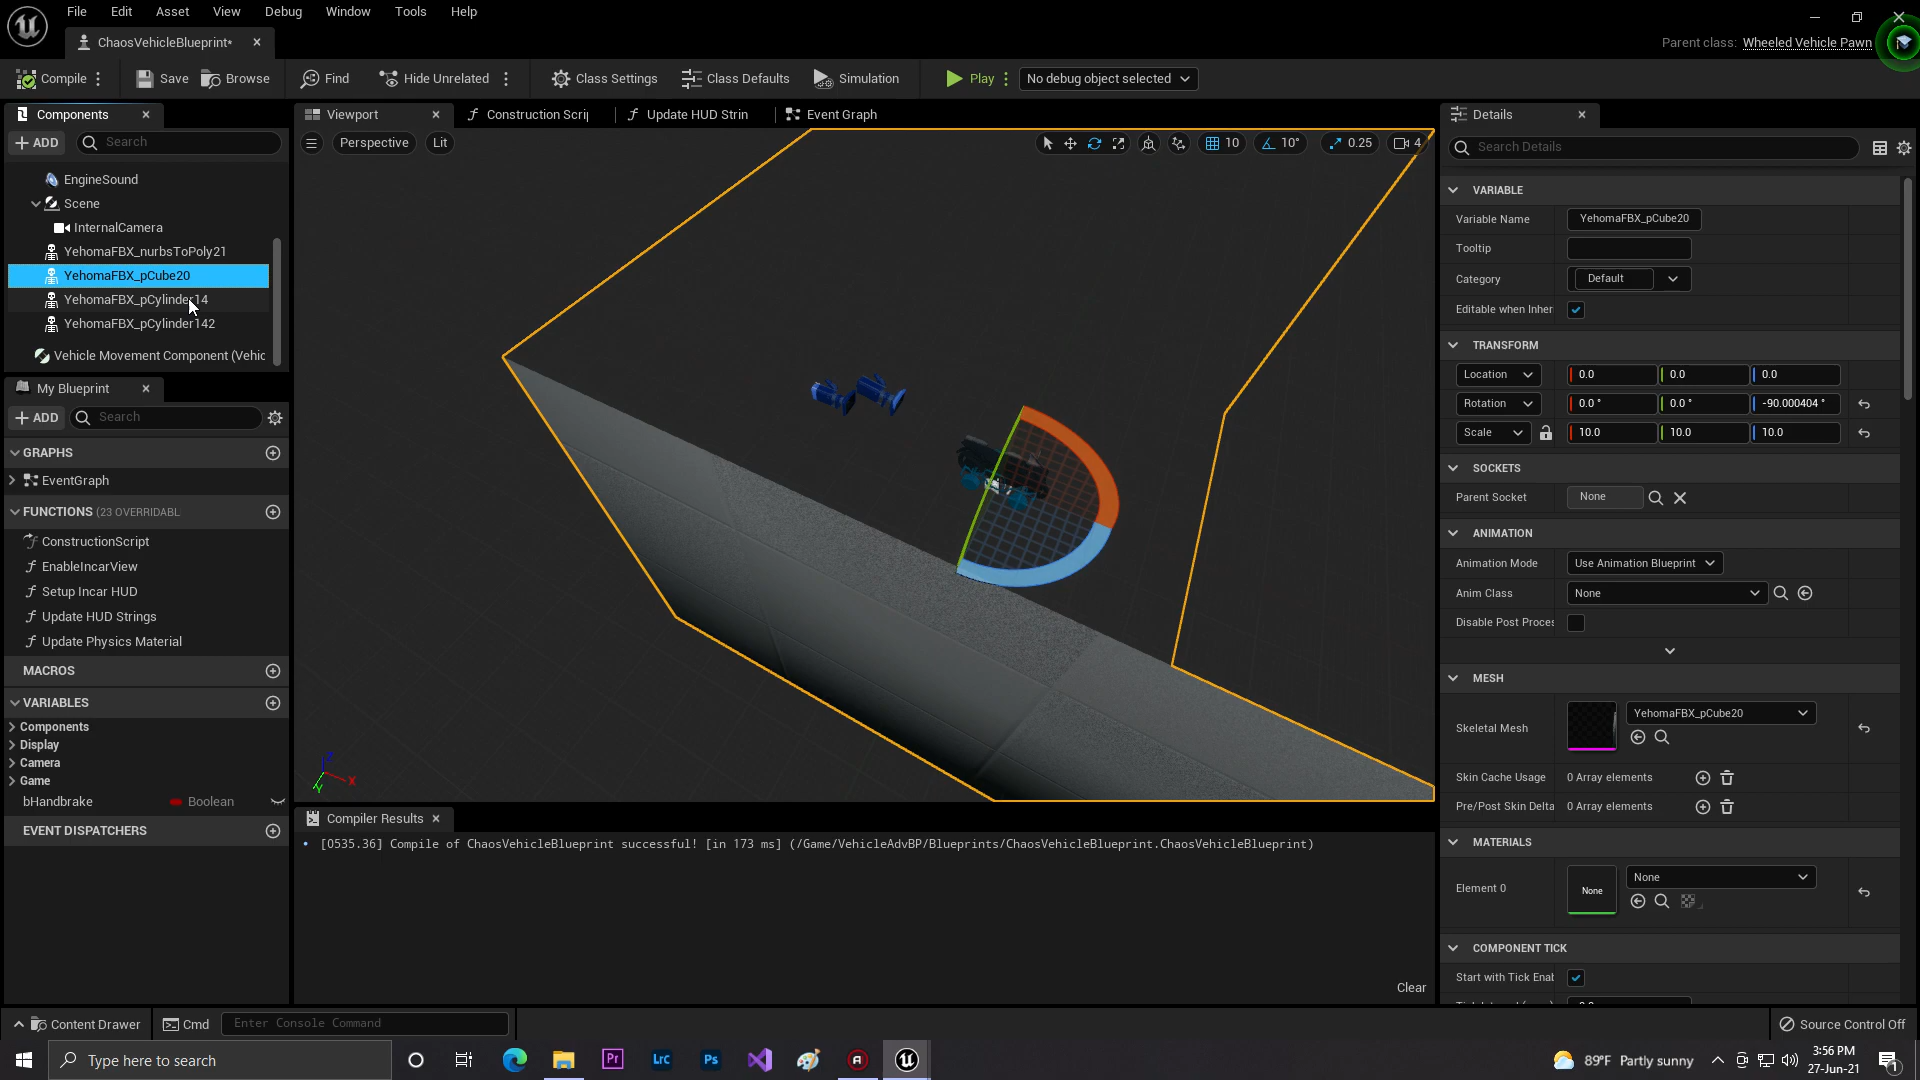 File Edit Asset View Debug Window Tools Help
ChaosVehicleBlueprint*
Parent class: Wheeled Vehicle Pawn
Compile Save Browse Find Hide Unrelated Class Settings Class Defaults Simulation Play No debug object selected
Components
ADD Search
EngineSound
Scene
InternalCamera
YehomaFBX_nurbsToPoly21
YehomaFBX_pCube20
YehomaFBX_pCylinder14
YehomaFBX_pCylinder142
Vehicle Movement Component (Vehic
My Blueprint
ADD Search
GRAPHS
EventGraph
FUNCTIONS (23 OVERRIDABL
ConstructionScript
EnableIncarView
Setup Incar HUD
Update HUD Strings
Update Physics Material
MACROS
VARIABLES
Components
Display
Camera
Game
bHandbrake Boolean
EVENT DISPATCHERS
Viewport Construction Scrip Update HUD Strin Event Graph
Perspective Lit 10 10° 0.25 4
Z X Y
Compiler Results
[0535.36] Compile of ChaosVehicleBlueprint successful! [in 173 ms] (/Game/VehicleAdvBP/Blueprints/ChaosVehicleBlueprint.ChaosVehicleBlueprint)
Clear
Details
Search Details
VARIABLE
Variable Name YehomaFBX_pCube20
Tooltip
Category Default
Editable when Inher
TRANSFORM
Location 0.0 0.0 0.0
Rotation 0.0 ° 0.0 ° -90.000404 °
Scale 10.0 10.0 10.0
SOCKETS
Parent Socket None
ANIMATION
Animation Mode Use Animation Blueprint
Anim Class None
Disable Post Proces
MESH
Skeletal Mesh YehomaFBX_pCube20
Skin Cache Usage 0 Array elements
Pre/Post Skin Delta 0 Array elements
MATERIALS
Element 0 None None
COMPONENT TICK
Start with Tick Enab
Content Drawer Cmd Enter Console Command Source Control Off
Type here to search Pr Lrc Ps 89°F Partly sunny 3:56 PM
27-Jun-21
1